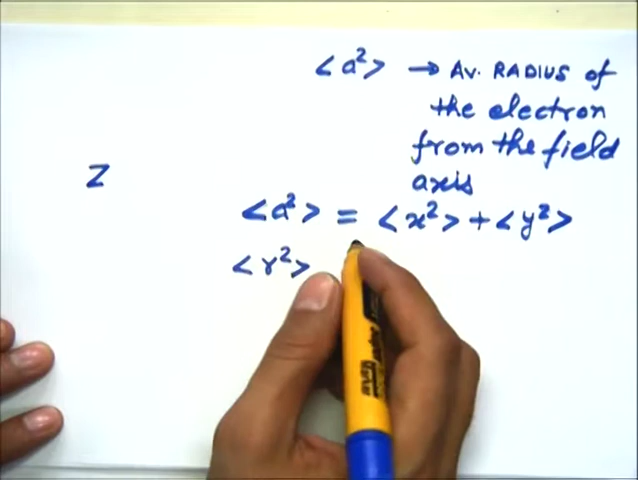 <a²> → Av. RADIUS of
the electron
from the field
axis
Z
<a²> = <x²> + <y²>
<r²>